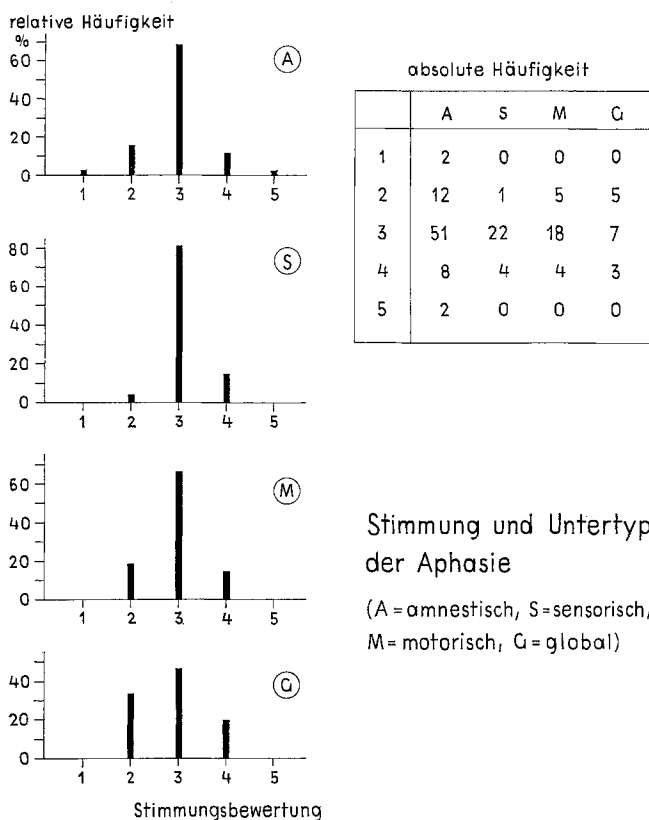 relative Häufigkeit
%
60
40
20
0
1 2 3 4 5
A
80
60
40
20
0
1 2 3 4 5
S
60
40
20
0
1 2 3 4 5
M
40
20
0
1 2 3 4 5
G
Stimmungsbewertung
absolute Häufigkeit
A S M G
1 2 0 0 0
2 12 1 5 5
3 51 22 18 7
4 8 4 4 3
5 2 0 0 0
Stimmung und Untertyp
der Aphasie
(A=amnestisch, S=sensorisch,
M=motorisch, G=global)